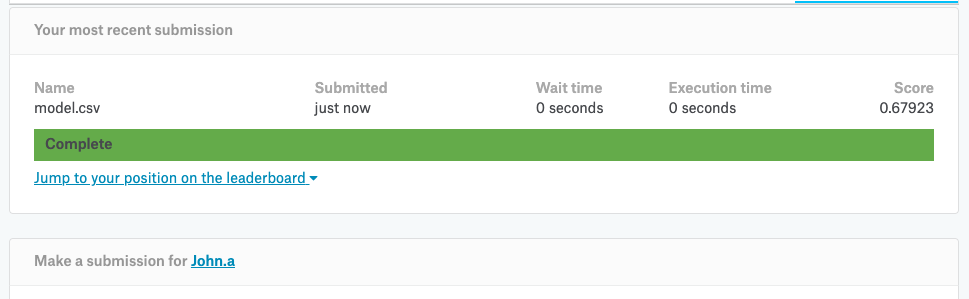 Your most recent submission
Name Submitted Wait time Execution time Score
model.csv just now 0 seconds 0 seconds 0.67923
Complete
Jump to your position on the leaderboard
Make a submission for John.a